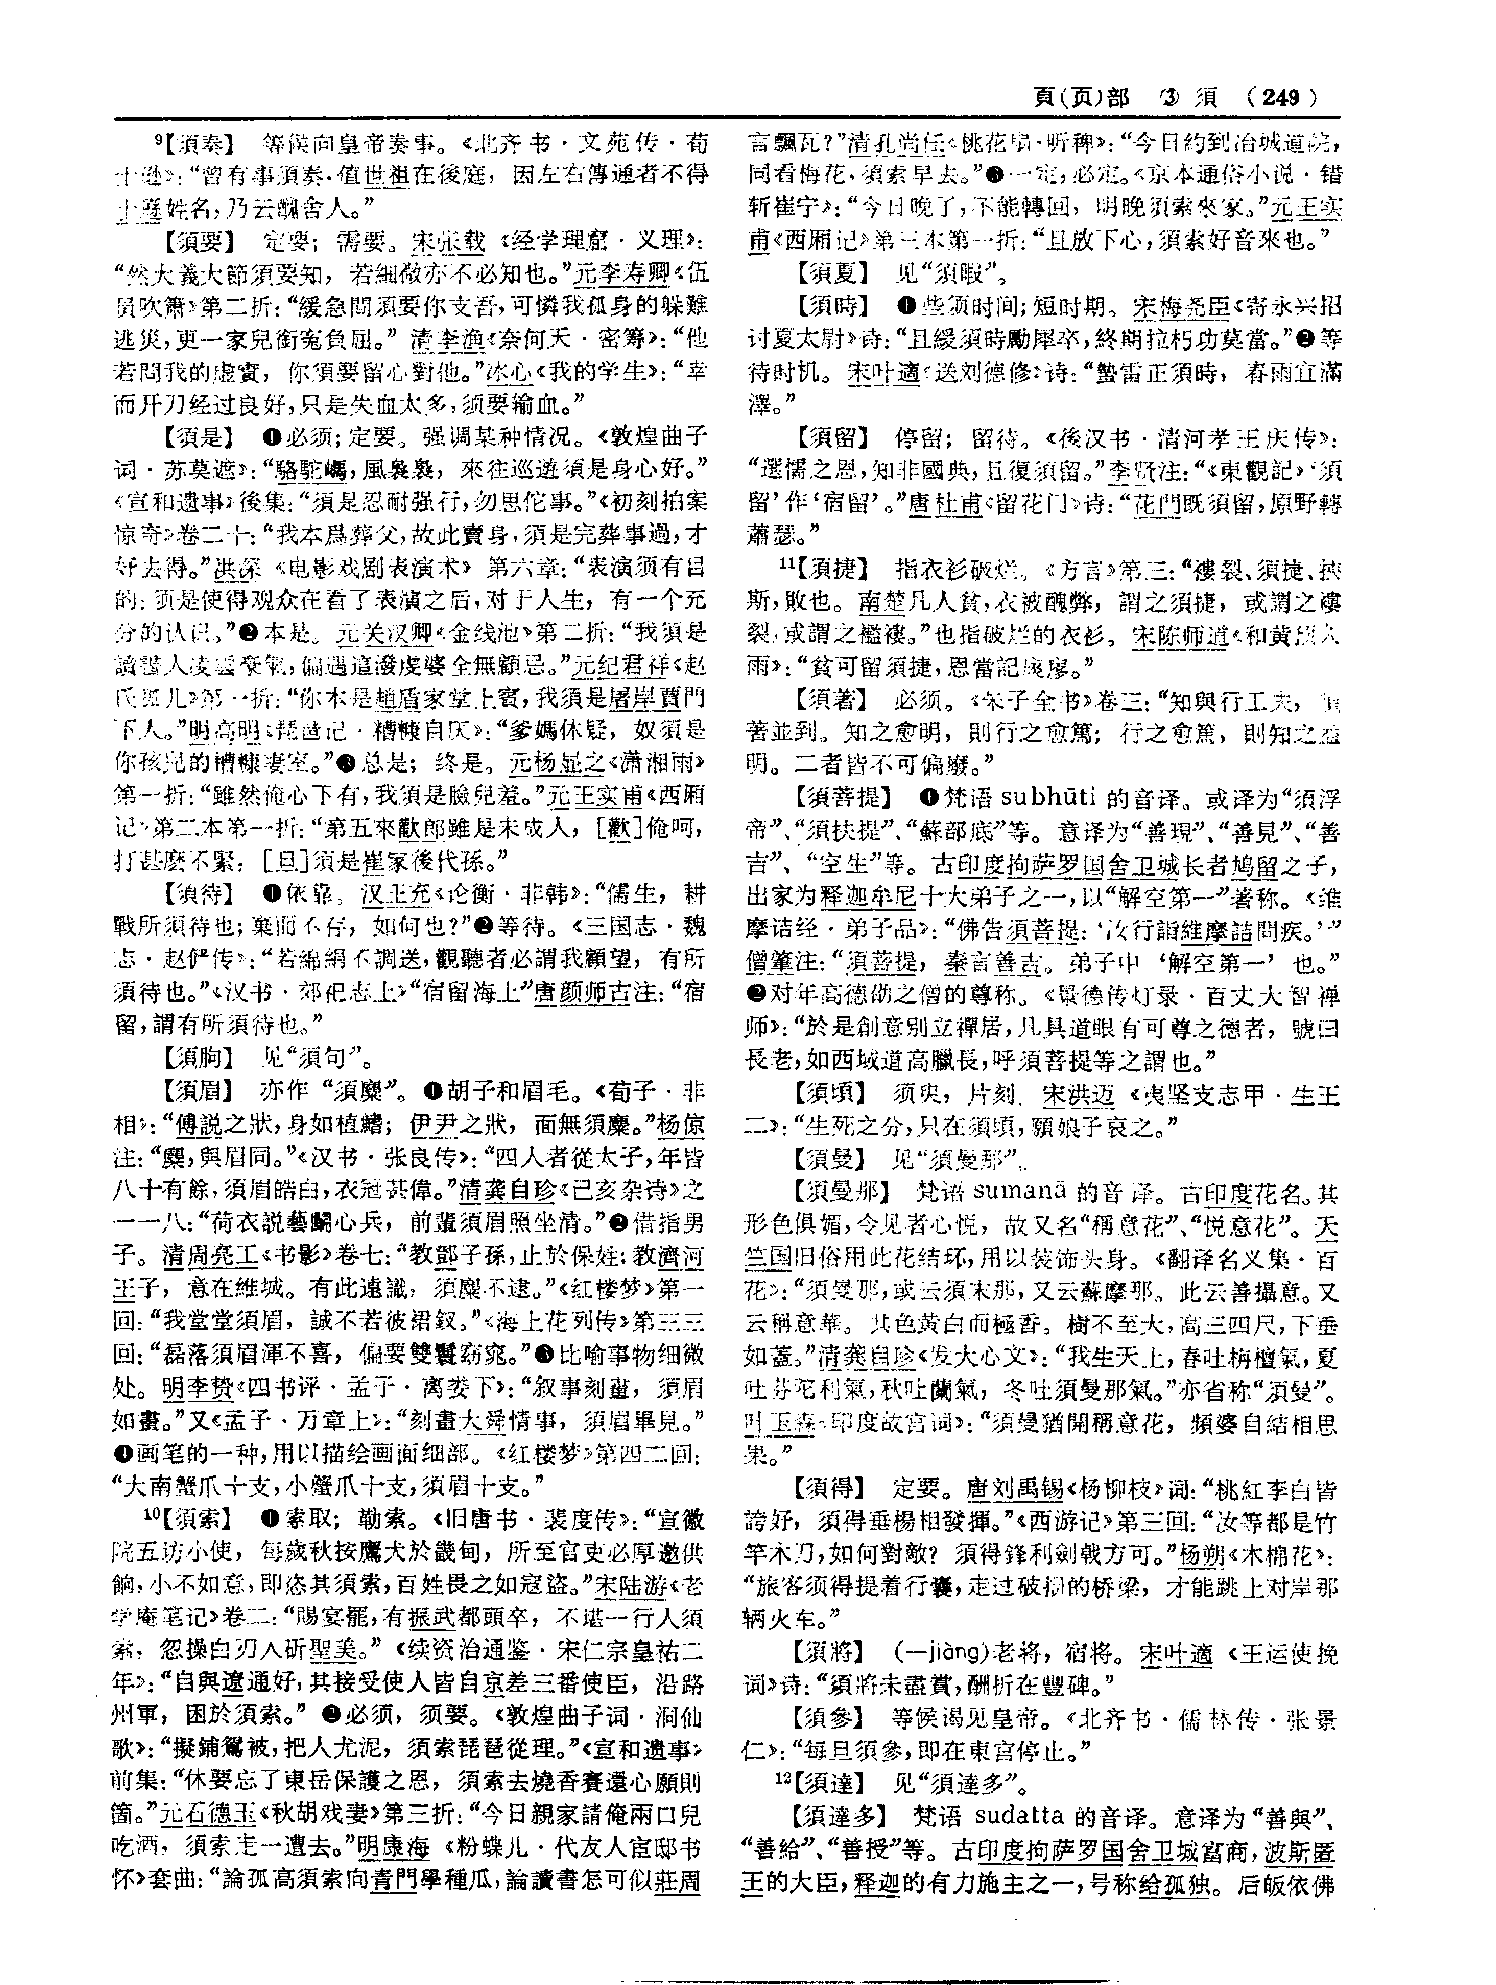 頁(页)部　③　須　（249）
⁹【須奏】　等候向皇帝奏事。《北齐书·文苑传·荀
士逊》：“嘗有事須奏，值世祖在後庭，因左右傳通者不得
士遜姓名，乃云醜舍人。”
【須要】　定要；需要。宋张载《经学理窟·义理》：
“然大義大節須要知，若細微亦不必知也。”元李寿卿《伍
员吹箫》第二折：“緩急間須要你支吾，可憐我孤身的躲難
逃災，更一家兒銜冤負屈。”清李渔《奈何天·密筹》：“他
若問我的虛實，你須要留心對他。”冰心《我的学生》：“幸
而开刀经过良好，只是失血太多，须要输血。”
【須是】　❶必须；定要。强调某种情况。《敦煌曲子
词·苏莫遮》：“駱駝嶋，風裊裊，來往巡遊須是身心好。”
《宣和遗事》後集：“須是忍耐强行，勿思佗事。”《初刻拍案
惊奇》卷二十：“我本爲葬父，故此賣身，須是完葬事過，才
好去得。”洪深《电影戏剧表演术》第六章：“表演须有目
的：须是使得观众在看了表演之后，对于人生，有一个充
分的认识。”❷本是。元关汉卿《金线池》第二折：“我須是
讀書人凌雲豪氣，偏遇這潑虔婆全無顧忌。”元纪君祥《赵
氏孤儿》第一折：“你本是趙盾家堂上賓，我須是屠岸賈門
下人。”明高明《琵琶记·糟糠自厌》：“爹媽休疑，奴須是
你孩兒的糟糠妻室。”❸总是；终是。元杨显之《潇湘雨》
第一折：“雖然俺心下有，我須是臉兒羞。”元王实甫《西厢
记》第二本第一折：“第五來歡郎雖是未成人，[歡]俺呵，
打甚麽不緊；[旦]須是崔家後代孫。”
【須待】　❶依靠。汉王充《论衡·非韩》：“儒生，耕
戰所須待也；棄而不存，如何也？”❷等待。《三国志·魏
志·赵俨传》：“若綿絹不調送，觀聽者必謂我顧望，有所
須待也。”《汉书·郊祀志上》“宿留海上”唐颜师古注：“宿
留，謂有所須待也。”
【須朐】　见“須句”。
【須眉】　亦作“須麋”。❶胡子和眉毛。《荀子·非
相》：“傅説之狀，身如植鰭；伊尹之狀，面無須麋。”杨倞
注：“麋，與眉同。”《汉书·张良传》：“四人者從太子，年皆
八十有餘，須眉皓白，衣冠甚偉。”清龚自珍《己亥杂诗》之
一一八：“荷衣説藝鬭心兵，前輩須眉照坐清。”❷借指男
子。清周亮工《书影》卷七：“教鄧子孫，止於保姓；教濟河
王子，意在維城。有此遠識，須麋不逮。”《红楼梦》第一
回：“我堂堂須眉，誠不若彼裙釵。”《海上花列传》第三三
回：“磊落須眉渾不喜，偏要雙鬟窈窕。”❸比喻事物细微
处。明李贽《四书评·孟子·离娄下》：“叙事刻畫，須眉
如畫。”又《孟子·万章上》：“刻畫大舜情事，須眉畢見。”
❹画笔的一种，用以描绘画面细部。《红楼梦》第四二回：
“大南蟹爪十支，小蟹爪十支，須眉十支。”
¹⁰【須索】　❶索取；勒索。《旧唐书·裴度传》：“宣徽
院五坊小使，每歲秋按鷹犬於畿甸，所至官吏必厚邀供
餉，小不如意，即恣其須索，百姓畏之如寇盜。”宋陆游《老
学庵笔记》卷二：“賜宴罷，有振武都頭卒，不堪一行人須
索，忽操白刃入斫聖美。”《续资治通鉴·宋仁宗皇祐二
年》：“自與遼通好，其接受使人皆自京差三番使臣，沿路
州軍，困於須索。”❷必须，须要。《敦煌曲子词·洞仙
歌》：“擬鋪鴛被，把人尤泥，須索琵琶從理。”《宣和遗事》
前集：“休要忘了東岳保護之恩，須索去燒香賽還心願則
箇。”元石德玉《秋胡戏妻》第三折：“今日親家請俺兩口兒
吃酒，須索走一遭去。”明康海《粉蝶儿·代友人宦邸书
怀》套曲：“論孤高須索向青門學種瓜，論讀書怎可似莊周
言飄瓦？”清孔尚任《桃花扇·听稗》：“今日約到冶城道院，
同看梅花，須索早去。”❸一定，必定。《京本通俗小说·错
斩崔宁》：“今日晚了，不能轉回，明晚須索來家。”元王实
甫《西厢记》第三本第一折：“且放下心，須索好音來也。”
【須夏】　见“須暇”。
【須時】　❶些须时间；短时期。宋梅尧臣《寄永兴招
讨夏太尉》诗：“且緩須時勵犀卒，終期拉朽功莫當。”❷等
待时机。宋叶適《送刘德修》诗：“蟄雷正須時，春雨宜滿
澤。”
【須留】　停留；留待。《後汉书·清河孝王庆传》：
“選懦之恩，知非國典，且復須留。”李贤注：“《東觀記》‘須
留’作‘宿留’。”唐杜甫《留花门》诗：“花門既須留，原野轉
蕭瑟。”
¹¹【須捷】　指衣衫破烂。《方言》第三：“褸裂、須捷、挾
斯，敗也。南楚凡人貧，衣被醜弊，謂之須捷，或謂之褸
裂，或謂之襤褸。”也指破烂的衣衫。宋陈师道《和黄预久
雨》：“貧可留須捷，恩當記扊扅。”
【須著】　必须。《朱子全书》卷三：“知與行工夫，須
著並到。知之愈明，則行之愈篤；行之愈篤，則知之益
明。二者皆不可偏廢。”
【須菩提】　❶梵语 subhūti 的音译。或译为“須浮
帝”、“須扶提”、“蘇部底”等。意译为“善現”、“善見”、“善
吉”、“空生”等。古印度拘萨罗国舍卫城长者鸠留之子，
出家为释迦牟尼十大弟子之一，以“解空第一”著称。《维
摩诘经·弟子品》：“佛告須菩提：‘汝行詣維摩詰問疾。’”
僧肇注：“須菩提，秦言善吉。弟子中‘解空第一’也。”
❷对年高德劭之僧的尊称。《景德传灯录·百丈大智禅
师》：“於是創意別立禪居，凡具道眼有可尊之德者，號曰
長老，如西域道高臘長，呼須菩提等之謂也。”
【須頃】　须臾，片刻。宋洪迈《夷坚支志甲·生王
二》：“生死之分，只在須頃，願娘子哀之。”
【須曼】　见“須曼那”。
【須曼那】　梵语 sumanā 的音译。古印度花名。其
形色俱媚，令见者心悦，故又名“稱意花”、“悦意花”。天
竺国旧俗用此花结环，用以装饰头身。《翻译名义集·百
花》：“須曼那，或云須末那，又云蘇摩那。此云善攝意。又
云稱意華。其色黃白而極香。樹不至大，高三四尺，下垂
如蓋。”清龚自珍《发大心文》：“我生天上，春吐栴檀氣，夏
吐芬陀利氣，秋吐蘭氣，冬吐須曼那氣。”亦省称“須曼”。
叶玉森《印度故宫词》：“須曼猶開稱意花，頻婆自結相思
果。”
【須得】　定要。唐刘禹锡《杨柳枝》词：“桃紅李白皆
誇好，須得垂楊相發揮。”《西游记》第三回：“汝等都是竹
竿木刀，如何對敵？須得鋒利劍戟方可。”杨朔《木棉花》：
“旅客须得提着行囊，走过破损的桥梁，才能跳上对岸那
辆火车。”
【須將】　(—jiàng)老将，宿将。宋叶適《王运使挽
词》诗：“須將未盡賞，酬折在豐碑。”
【須參】　等候谒见皇帝。《北齐书·儒林传·张景
仁》：“每旦須參，即在東宮停止。”
¹²【須達】　见“須達多”。
【須達多】　梵语 sudatta 的音译。意译为“善與”、
“善給”、“善授”等。古印度拘萨罗国舍卫城富商，波斯匿
王的大臣，释迦的有力施主之一，号称给孤独。后皈依佛